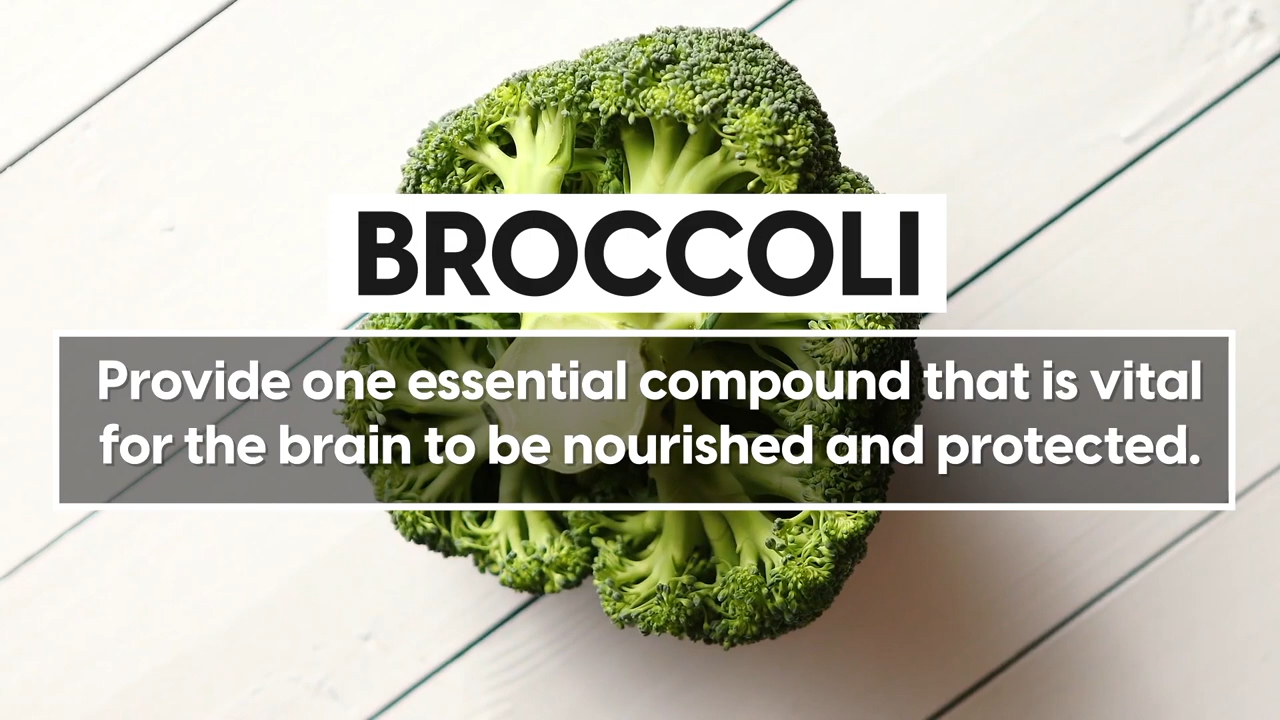 BROCCOLI
Provide one essential compound that is vital
for the brain to be nourished and protected.